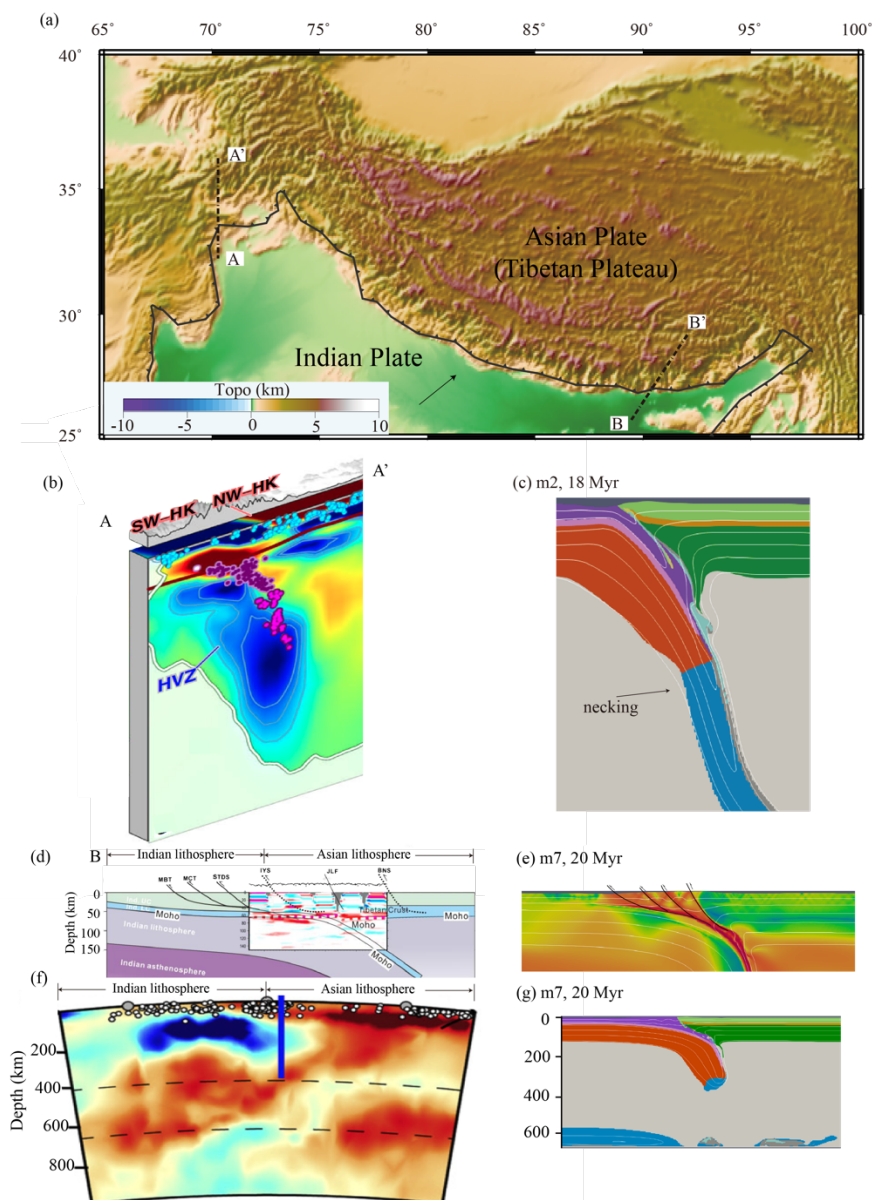 (a)
65° 70° 75° 80° 85° 90° 95° 100°
40°
35°
30°
25°
A'
A
Asian Plate
(Tibetan Plateau)
B'
Indian Plate
B
Topo (km)
-10 -5 0 5 10
(b)
A'
A
SW-HK NW-HK
HVZ
(c) m2, 18 Myr
necking
(d) B
Indian lithosphere Asian lithosphere
MBT MCT STDS IYS JLF BNS
Depth (km)
0
50
100
150
Moho
Tibetan Crust
Moho
Moho
Indian lithosphere
Moho
Indian asthenosphere
(e) m7, 20 Myr
(f)
Indian lithosphere Asian lithosphere
Depth (km)
200
400
600
800
(g) m7, 20 Myr
0
200
400
600